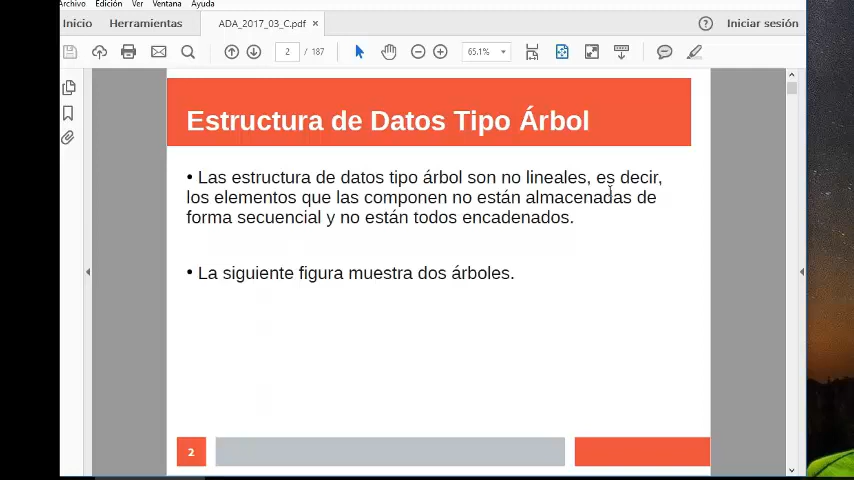 Archivo Edición Ver Ventana Ayuda
Inicio Herramientas ADA_2017_03_C.pdf × Iniciar sesión
2 / 187 65.1%
Estructura de Datos Tipo Árbol
• Las estructura de datos tipo árbol son no lineales, es decir,
los elementos que las componen no están almacenadas de
forma secuencial y no están todos encadenados.
• La siguiente figura muestra dos árboles.
2